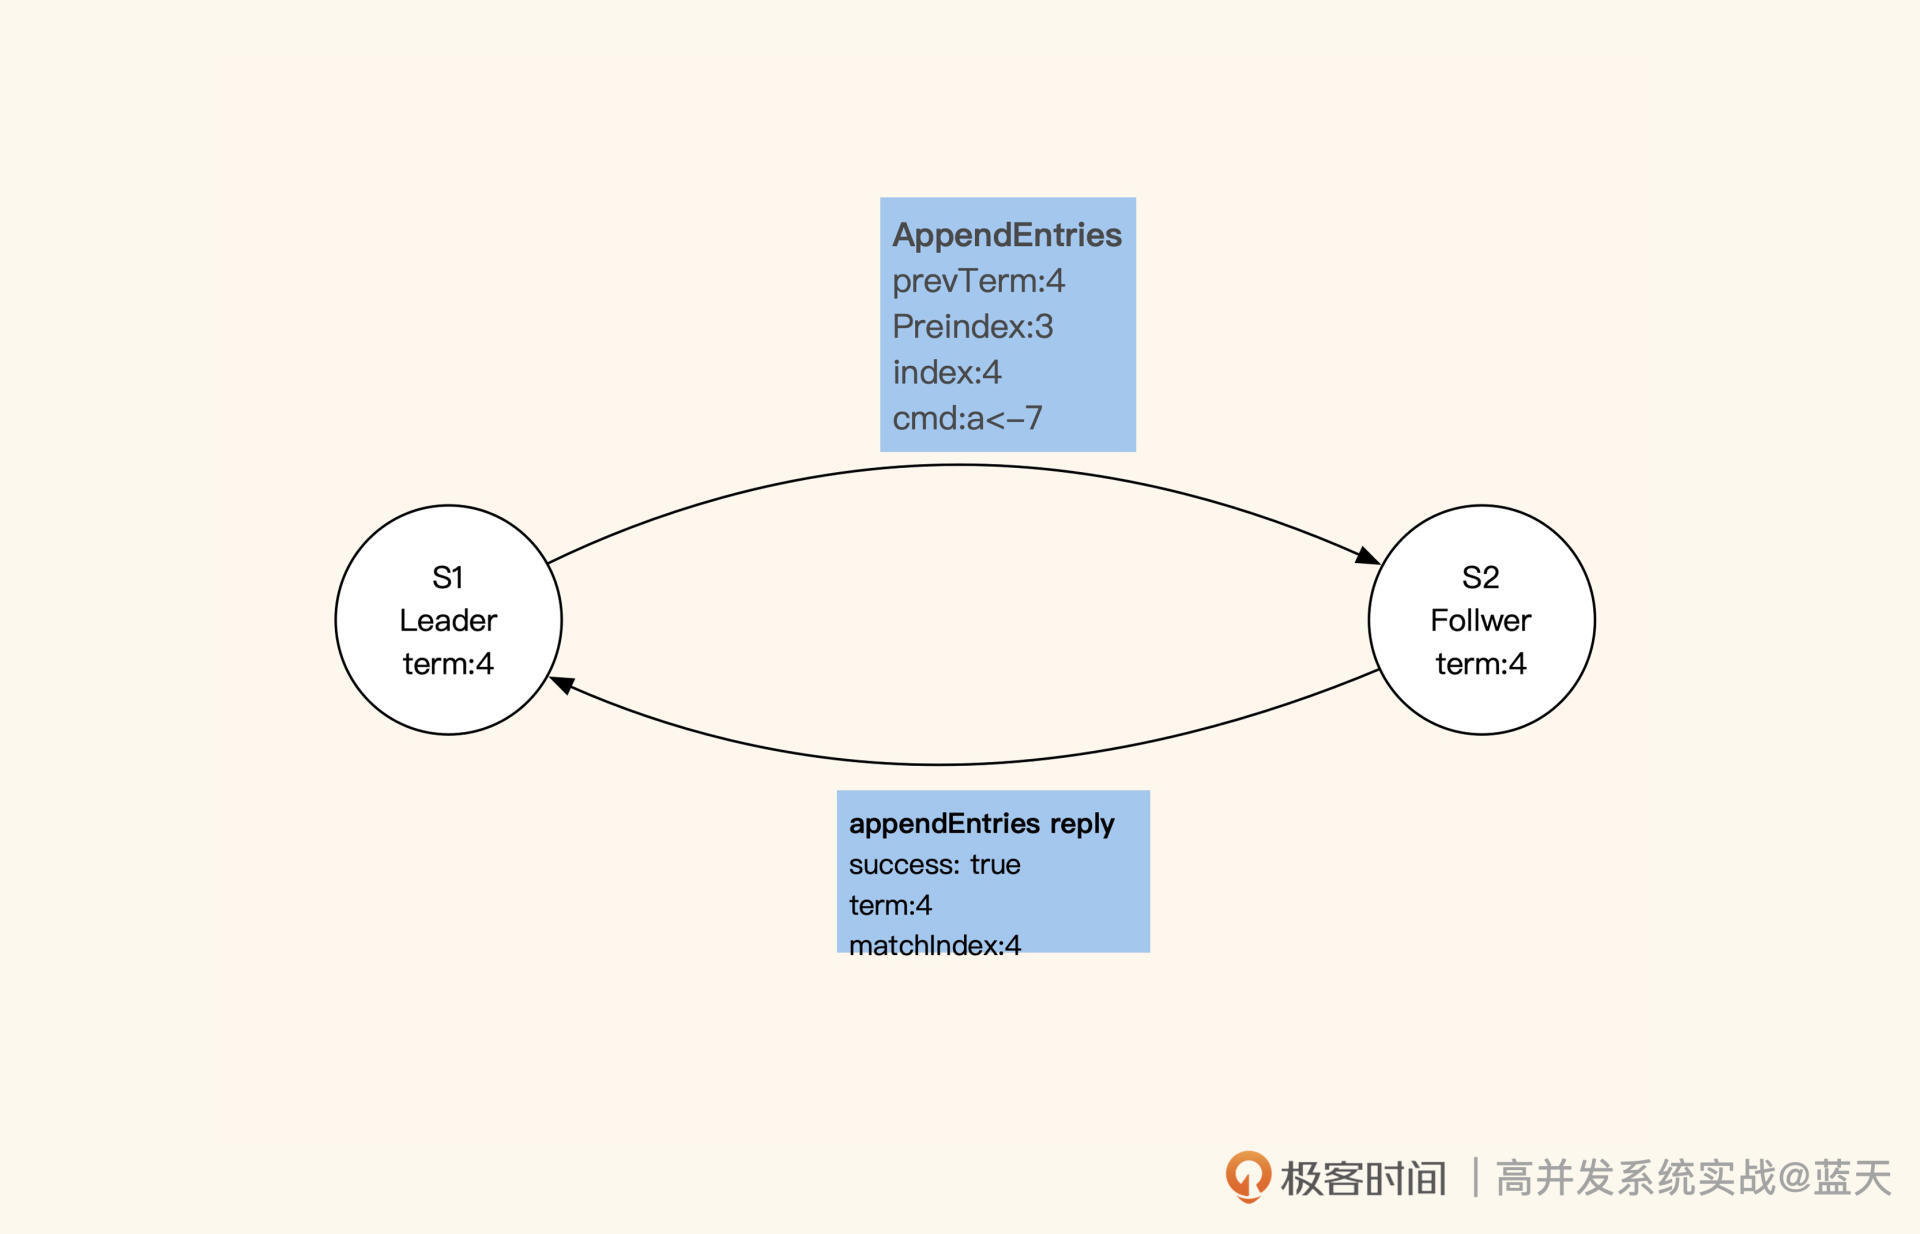 AppendEntries
prevTerm:4
Preindex:3
index:4
cmd:a<–7
S1
Leader
term:4
S2
Follwer
term:4
appendEntries reply
success: true
term:4
matchIndex:4
极客时间 | 高并发系统实战@蓝天